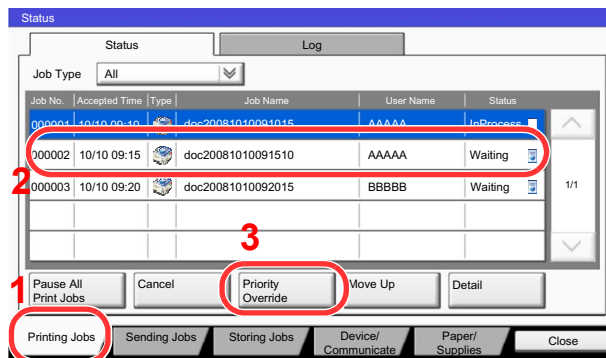 Status
Status
Log
Job Type
All
Job No. Accepted Time Type Job Name User Name Status
000001 10/10 09:10 doc20081010091015 AAAAA InProcess
000002 10/10 09:15 doc20081010091510 AAAAA Waiting
2
000003 10/10 09:20 doc20081010092015 BBBBB Waiting
1/1
3
1
Pause All
Print Jobs
Cancel
Priority
Override
Move Up
Detail
Printing Jobs
Sending Jobs
Storing Jobs
Device/
Communicate
Paper/
Supplies
Close